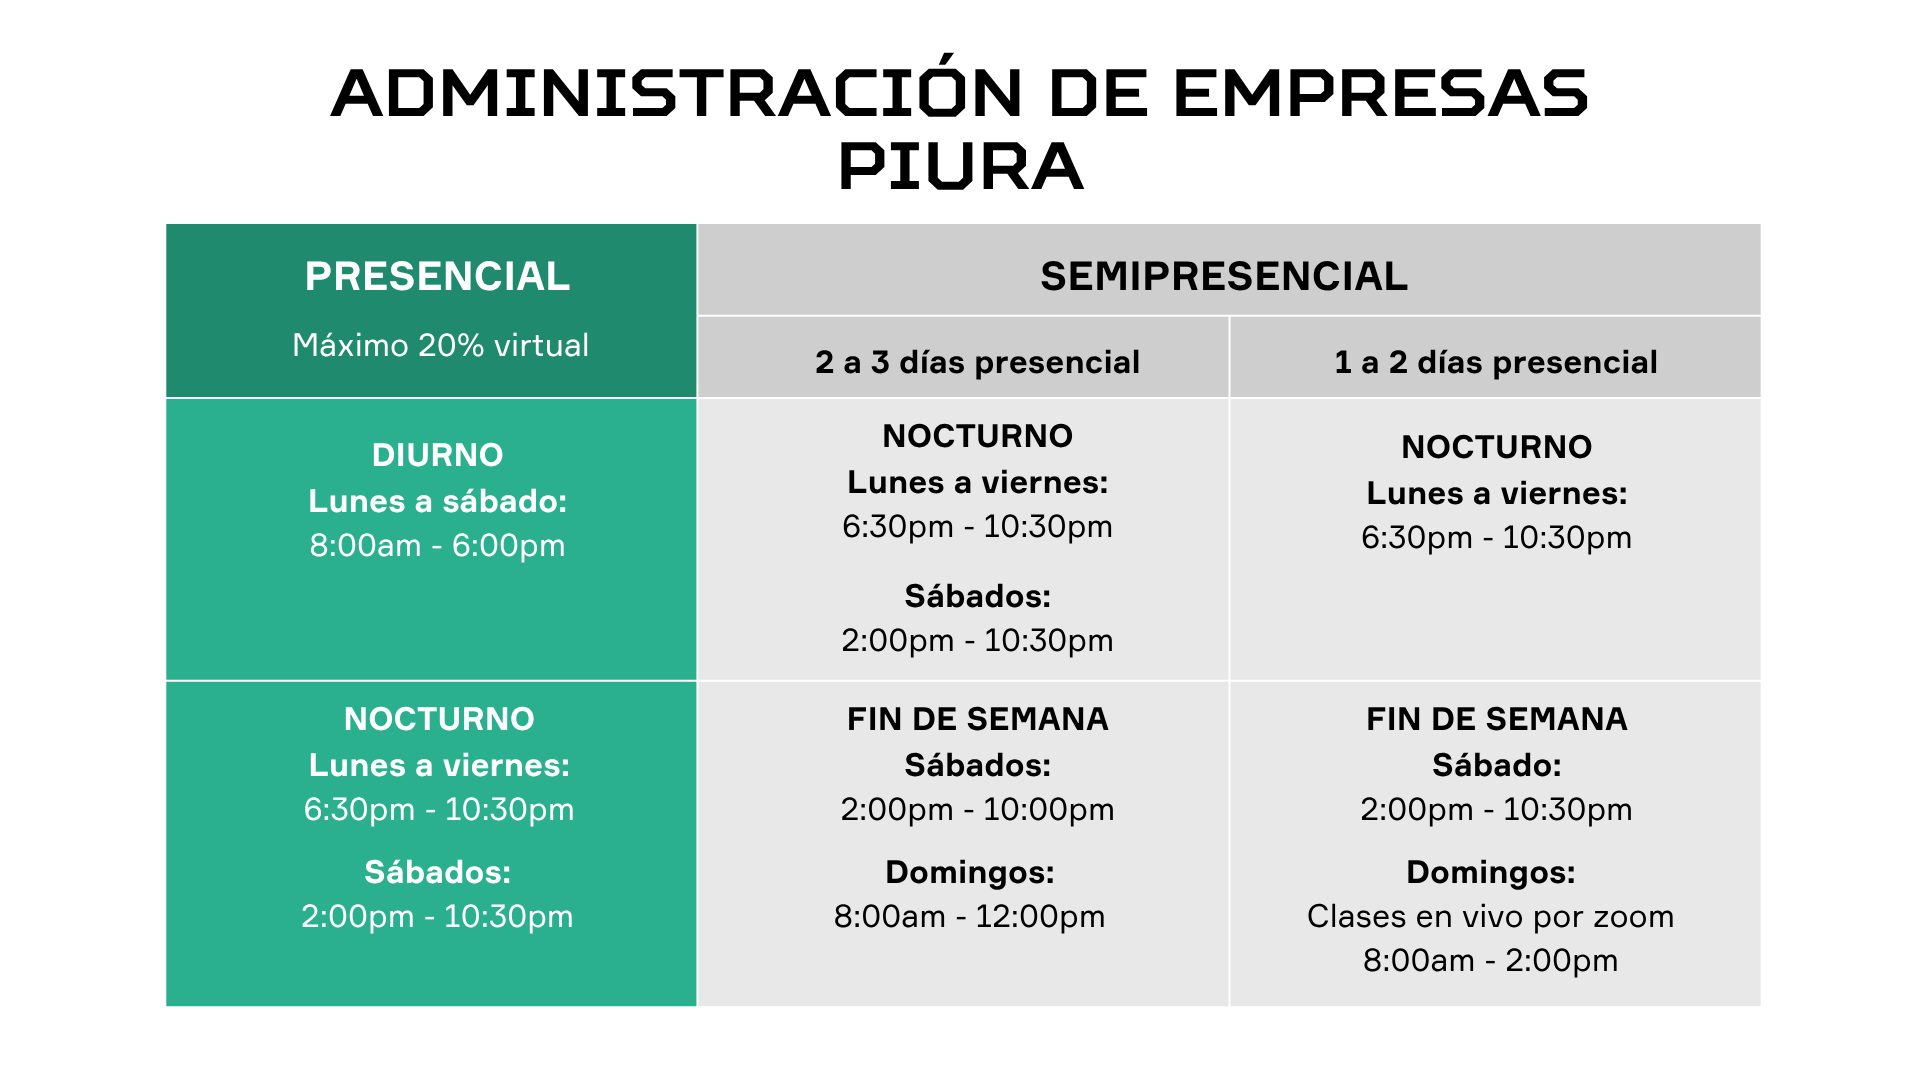 ADMINISTRACIÓN DE EMPRESAS
PIURA
PRESENCIAL
Máximo 20% virtual
SEMIPRESENCIAL
2 a 3 días presencial
1 a 2 días presencial
DIURNO
Lunes a sábado:
8:00am - 6:00pm
NOCTURNO
Lunes a viernes:
6:30pm - 10:30pm
Sábados:
2:00pm - 10:30pm
NOCTURNO
Lunes a viernes:
6:30pm - 10:30pm
NOCTURNO
Lunes a viernes:
6:30pm - 10:30pm
Sábados:
2:00pm - 10:30pm
FIN DE SEMANA
Sábados:
2:00pm - 10:00pm
Domingos:
8:00am - 12:00pm
FIN DE SEMANA
Sábado:
2:00pm - 10:30pm
Domingos:
Clases en vivo por zoom
8:00am - 2:00pm